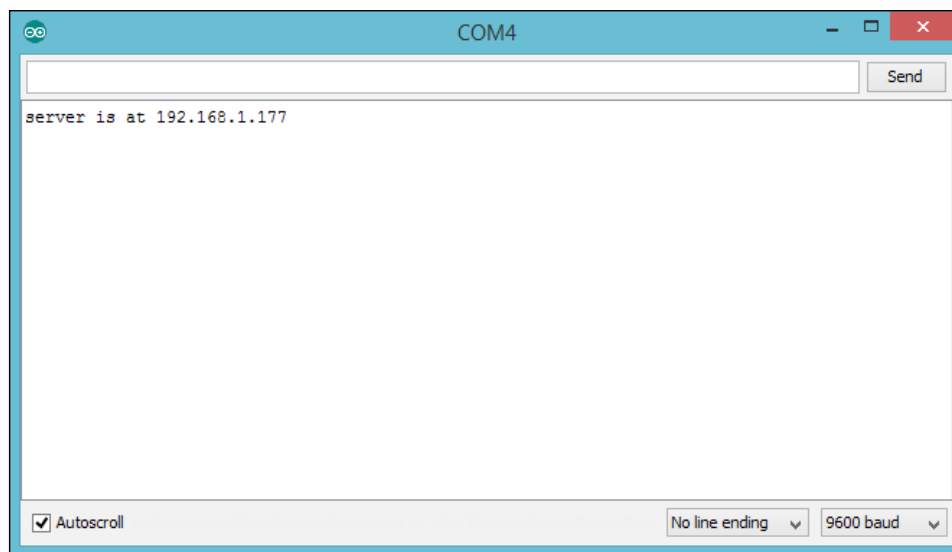 COM4
Send
server is at 192.168.1.177
Autoscroll
No line ending
9600 baud